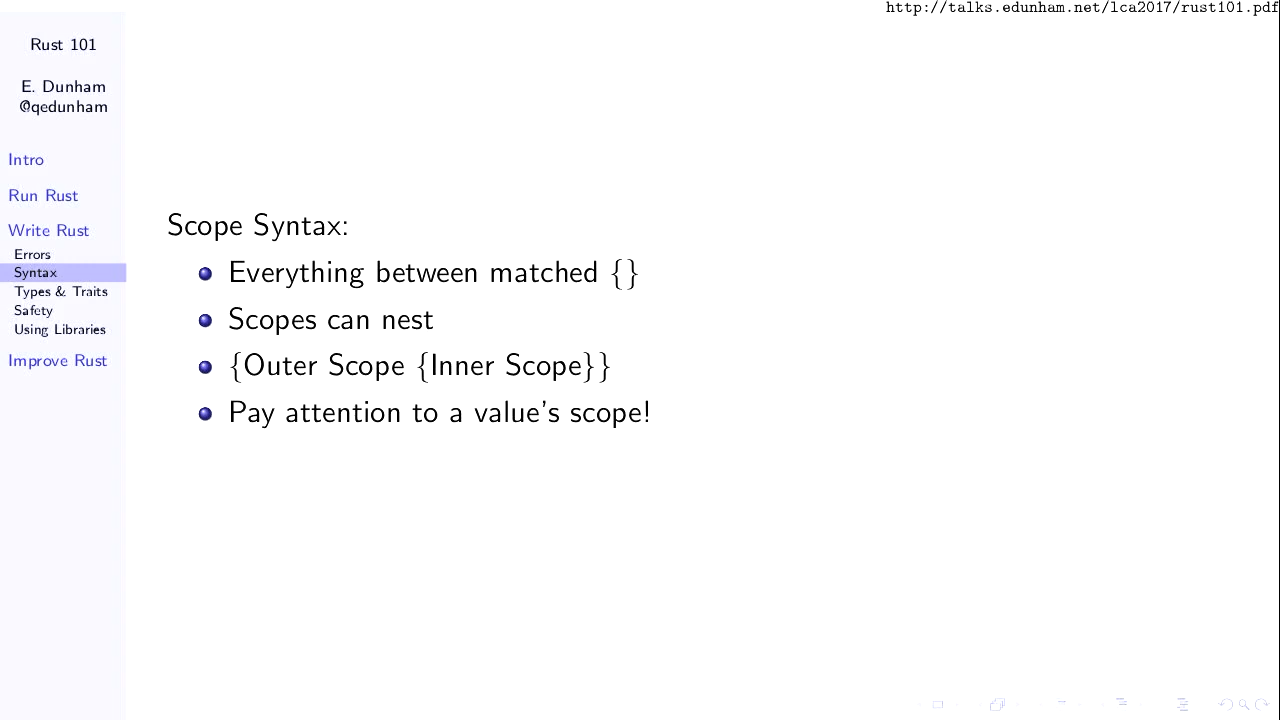 http://talks.edunham.net/lca2017/rust101.pdf
Rust 101
E. Dunham
@qedunham
Intro
Run Rust
Write Rust
Errors
Syntax
Types & Traits
Safety
Using Libraries
Improve Rust
Scope Syntax:
Everything between matched {}
Scopes can nest
{Outer Scope {Inner Scope}}
Pay attention to a value's scope!